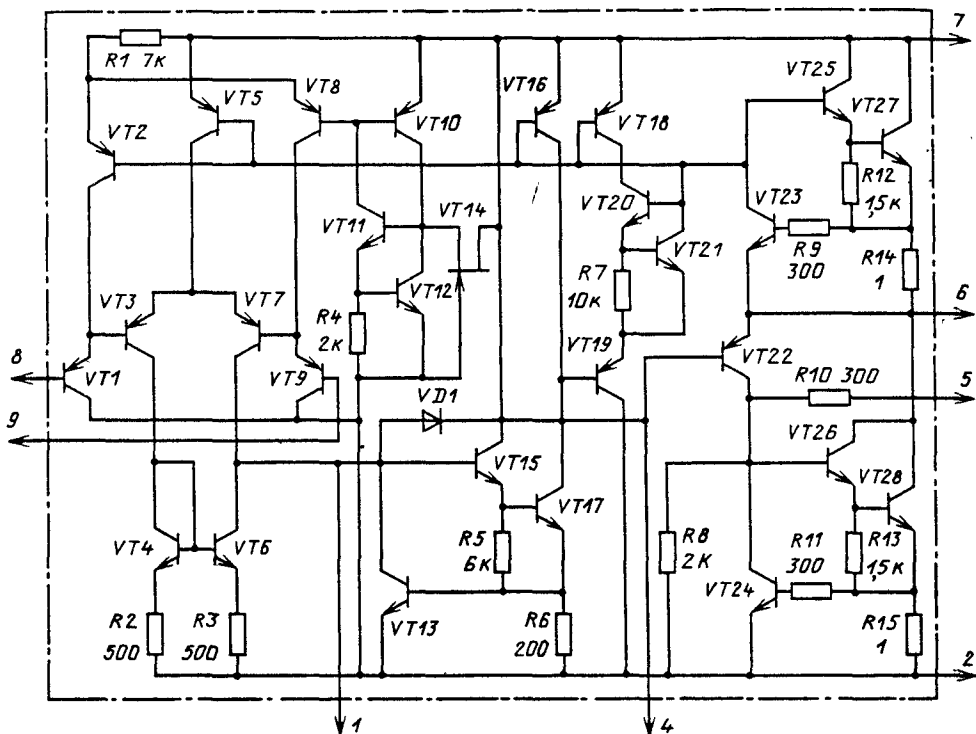 7
R1 7к
VT8
VT5
VT2
VT10
VT16
VT18
VT25
VT27
R12
1,5к
VT23
VT11
VT14
VT20
VT21
R9
300
R14
1
VT12
R4
2к
R7
10к
VT3
VT7
6
8
VT1
VT9
VT19
VT22
VD1
R10 300
5
9
VT26
VT15
VT28
VT17
R5
6к
R8
2К
R11
300
R13
1,5к
VT4
VT6
VT24
R2
500
R3
500
VT13
R6
200
R15
1
2
1
4